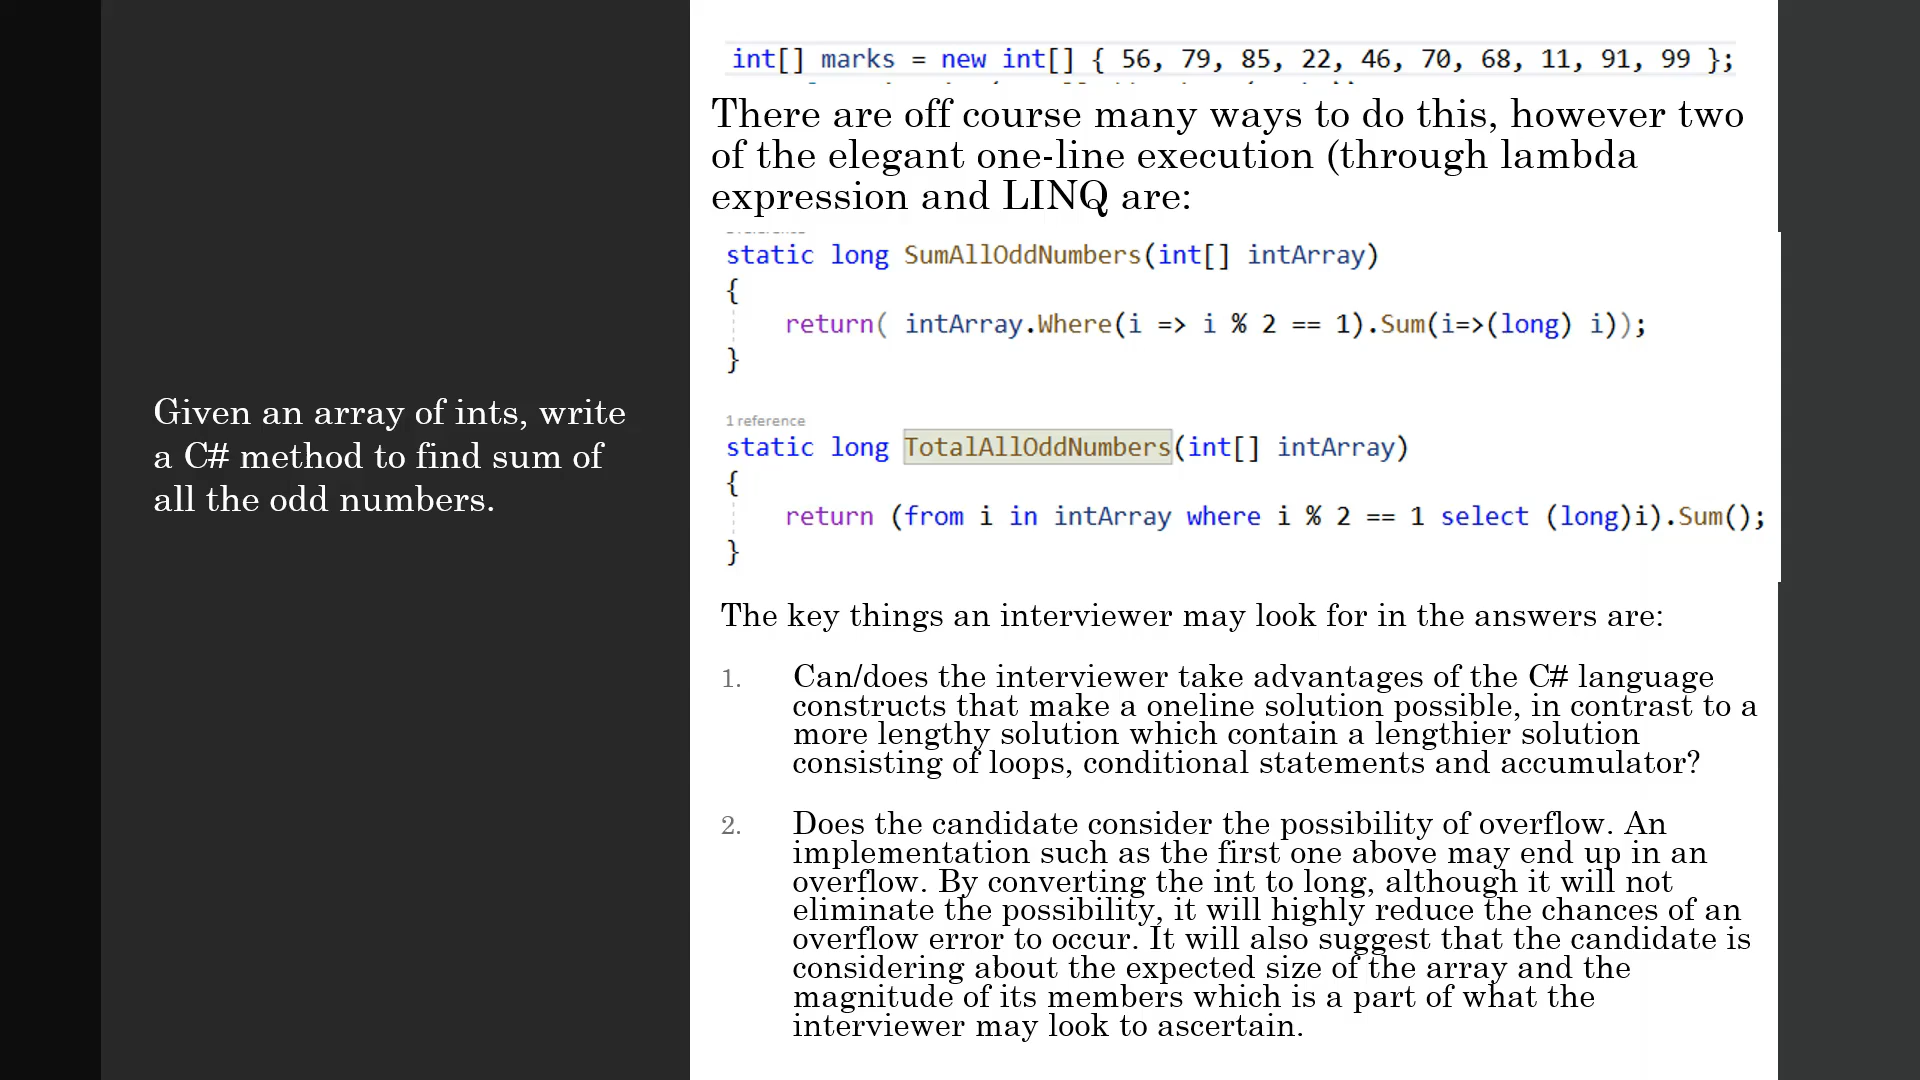 Given an array of ints, write
a C# method to find sum of
all the odd numbers.
int[] marks = new int[] { 56, 79, 85, 22, 46, 70, 68, 11, 91, 99 };
There are off course many ways to do this, however two
of the elegant one-line execution (through lambda
expression and LINQ are:
static long SumAllOddNumbers(int[] intArray)
{
return( intArray.Where(i => i % 2 == 1).Sum(i=>(long) i));
}
1 reference
static long TotalAllOddNumbers(int[] intArray)
{
return (from i in intArray where i % 2 == 1 select (long)i).Sum();
}
The key things an interviewer may look for in the answers are:
1. Can/does the interviewer take advantages of the C# language
constructs that make a oneline solution possible, in contrast to a
more lengthy solution which contain a lengthier solution
consisting of loops, conditional statements and accumulator?
2. Does the candidate consider the possibility of overflow. An
implementation such as the first one above may end up in an
overflow. By converting the int to long, although it will not
eliminate the possibility, it will highly reduce the chances of an
overflow error to occur. It will also suggest that the candidate is
considering about the expected size of the array and the
magnitude of its members which is a part of what the
interviewer may look to ascertain.